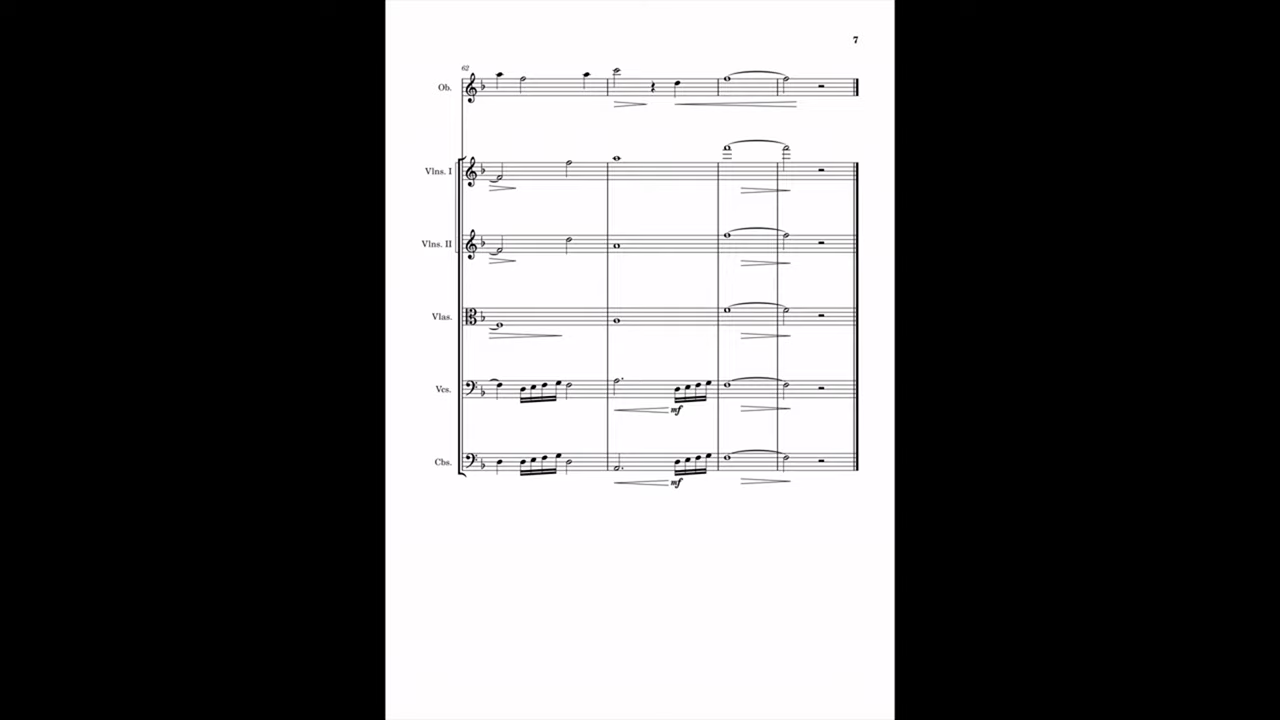 7
62
Ob.
Vlns. I
Vlns. II
Vlas.
Vcs.
mf
Cbs.
mf